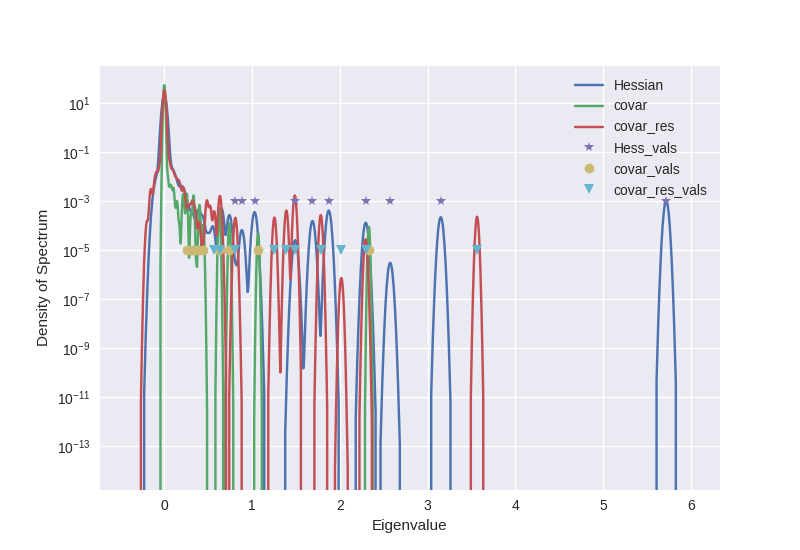 Hessian
covar
covar_res
Hess_vals
covar_vals
covar_res_vals
10^1
10^−1
10^−3
10^−5
10^−7
10^−9
10^−11
10^−13
Density of Spectrum
0 1 2 3 4 5 6
Eigenvalue